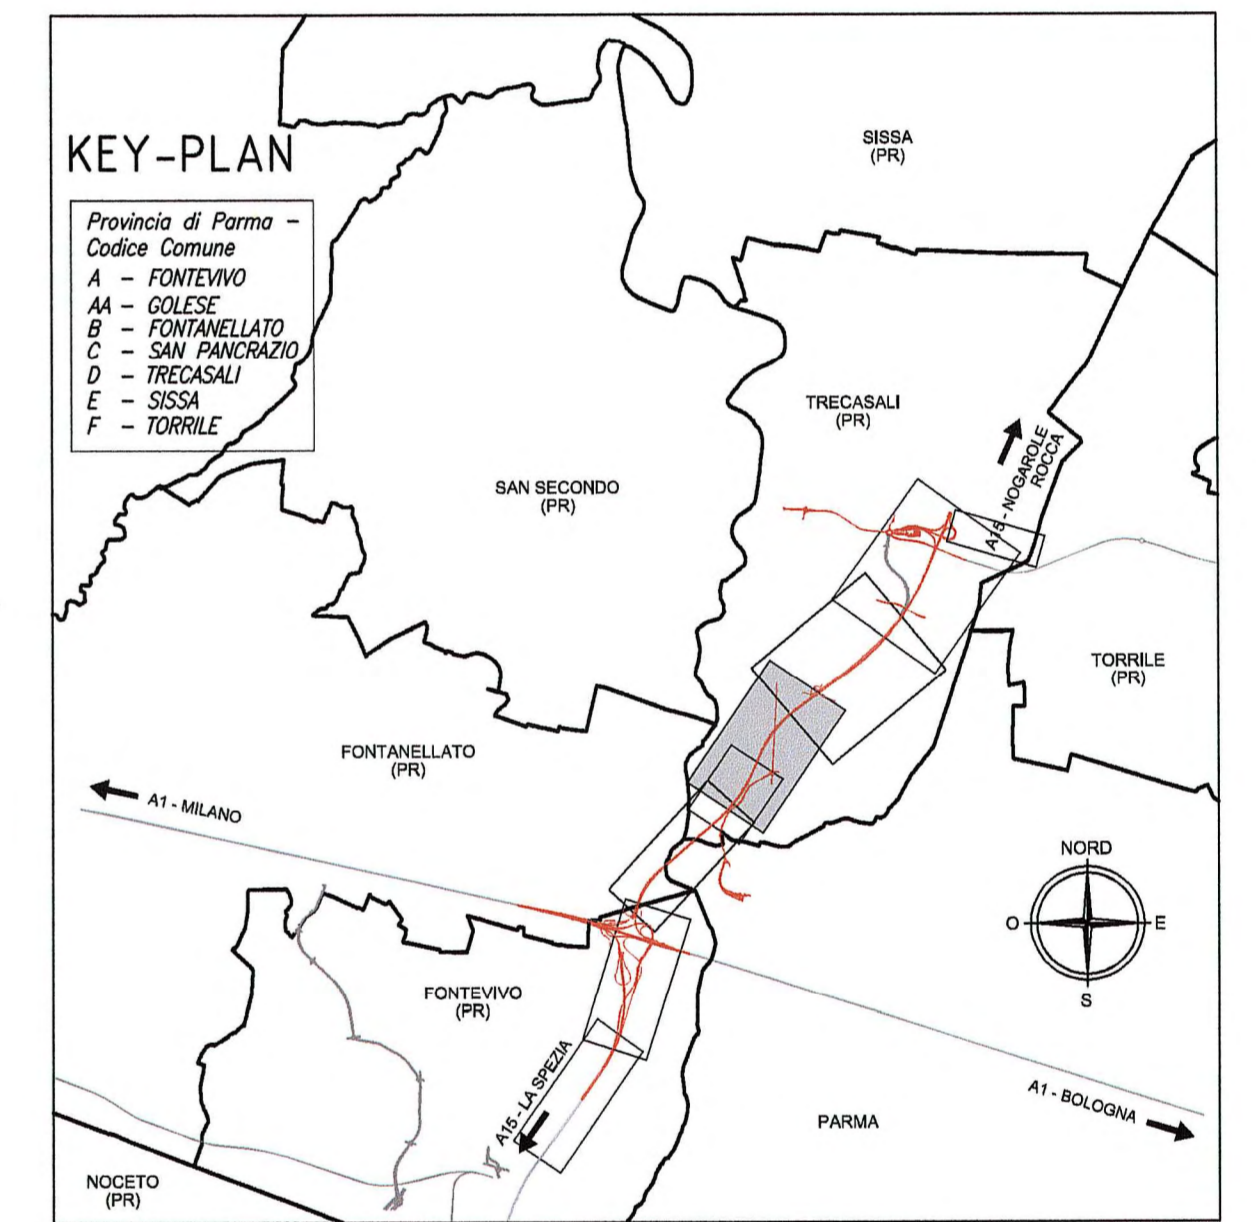 KEY-PLAN
Provincia di Parma –
Codice Comune
A – FONTEVIVO
AA – GOLESE
B – FONTANELLATO
C – SAN PANCRAZIO
D – TRECASALI
E – SISSA
F – TORRILE
SISSA
(PR)
TRECASALI
(PR)
A15 - NOGAROLE
ROCCA
SAN SECONDO
(PR)
TORRILE
(PR)
FONTANELLATO
(PR)
A1 - MILANO
NORD
O
E
S
FONTEVIVO
(PR)
A15 - LA SPEZIA
A1 - BOLOGNA
PARMA
NOCETO
(PR)